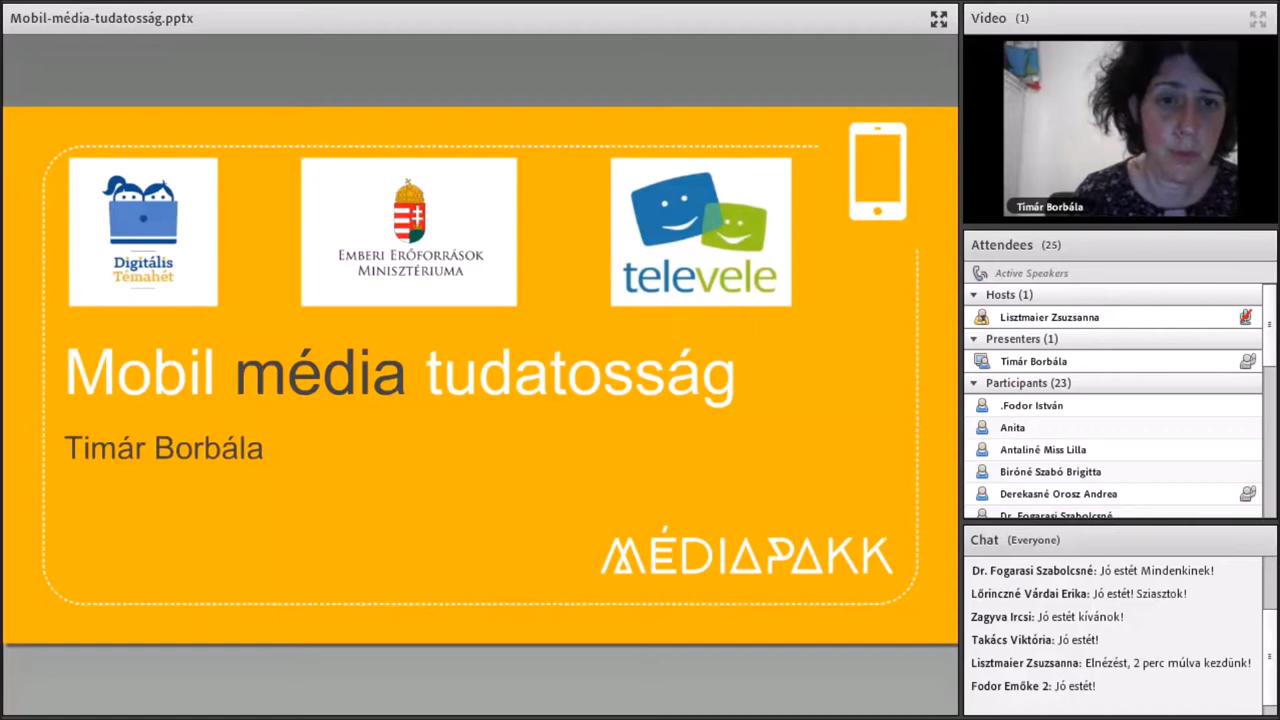 Mobil-média-tudatosság.pptx
Digitális
Témahét
EMBERI ERŐFORRÁSOK
MINISZTÉRIUMA
televele
Mobil média tudatosság
Timár Borbála
MÉDIAPAKK
Video (1)
Timár Borbála
Attendees (25)
Active Speakers
Hosts (1)
Lisztmaier Zsuzsanna
Presenters (1)
Timár Borbála
Participants (23)
.Fodor István
Anita
Antaliné Miss Lilla
Biróné Szabó Brigitta
Derekasné Orosz Andrea
Dr. Fogarasi Szabolcsné
Chat (Everyone)
Dr. Fogarasi Szabolcsné: Jó estét Mindenkinek!
Lőrinczné Várdai Erika: Jó estét! Sziasztok!
Zagyva Ircsi: Jó estét kívánok!
Takács Viktória: Jó estét!
Lisztmaier Zsuzsanna: Elnézést, 2 perc múlva kezdünk!
Fodor Emőke 2: Jó estét!